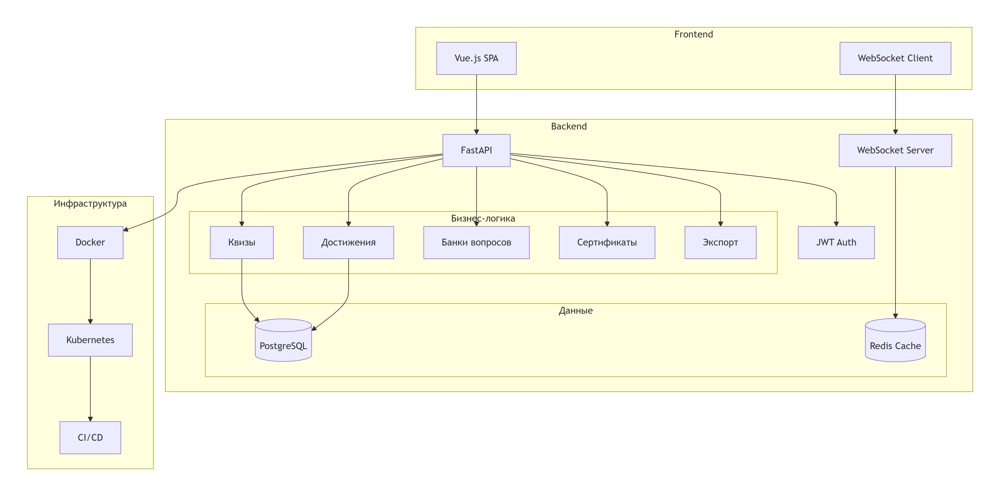 Frontend
Vue.js SPA
WebSocket Client
Backend
FastAPI
WebSocket Server
Инфраструктура
Бизнес-логика
Docker
Квизы
Достижения
Банки вопросов
Сертификаты
Экспорт
JWT Auth
Данные
Kubernetes
PostgreSQL
Redis Cache
CI/CD